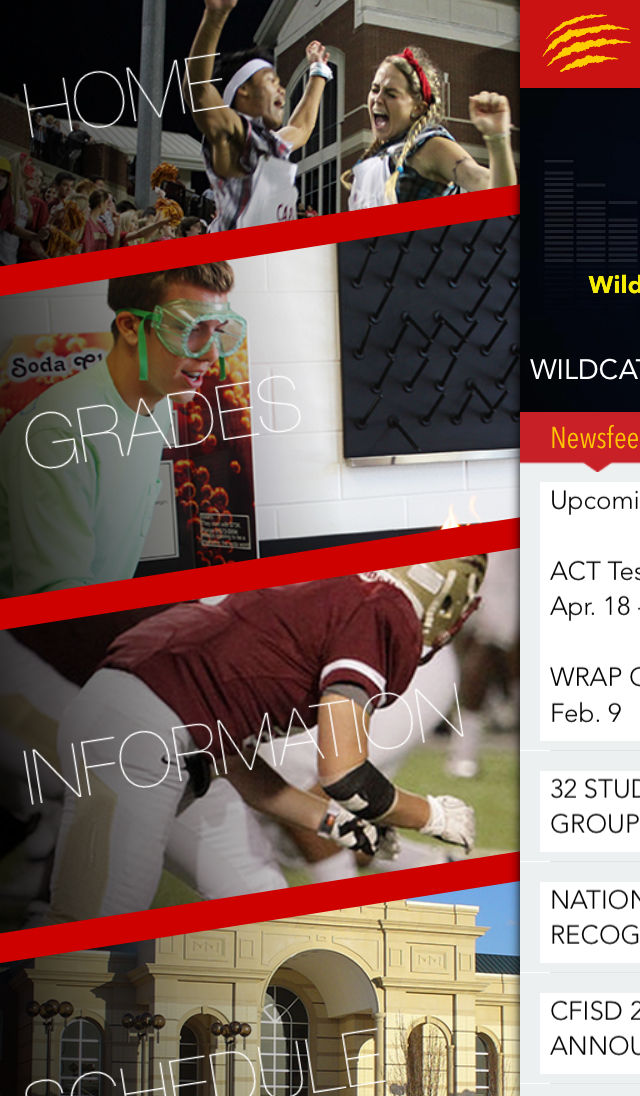 HOME
GRADES
Soda
INFORMATION
SCHEDULE
Wild
WILDCAT
Newsfee
Upcomi
ACT Tes
Apr. 18 -
WRAP
Feb. 9
32 STUD
GROUP
NATION
RECOG
CFISD 2
ANNOU